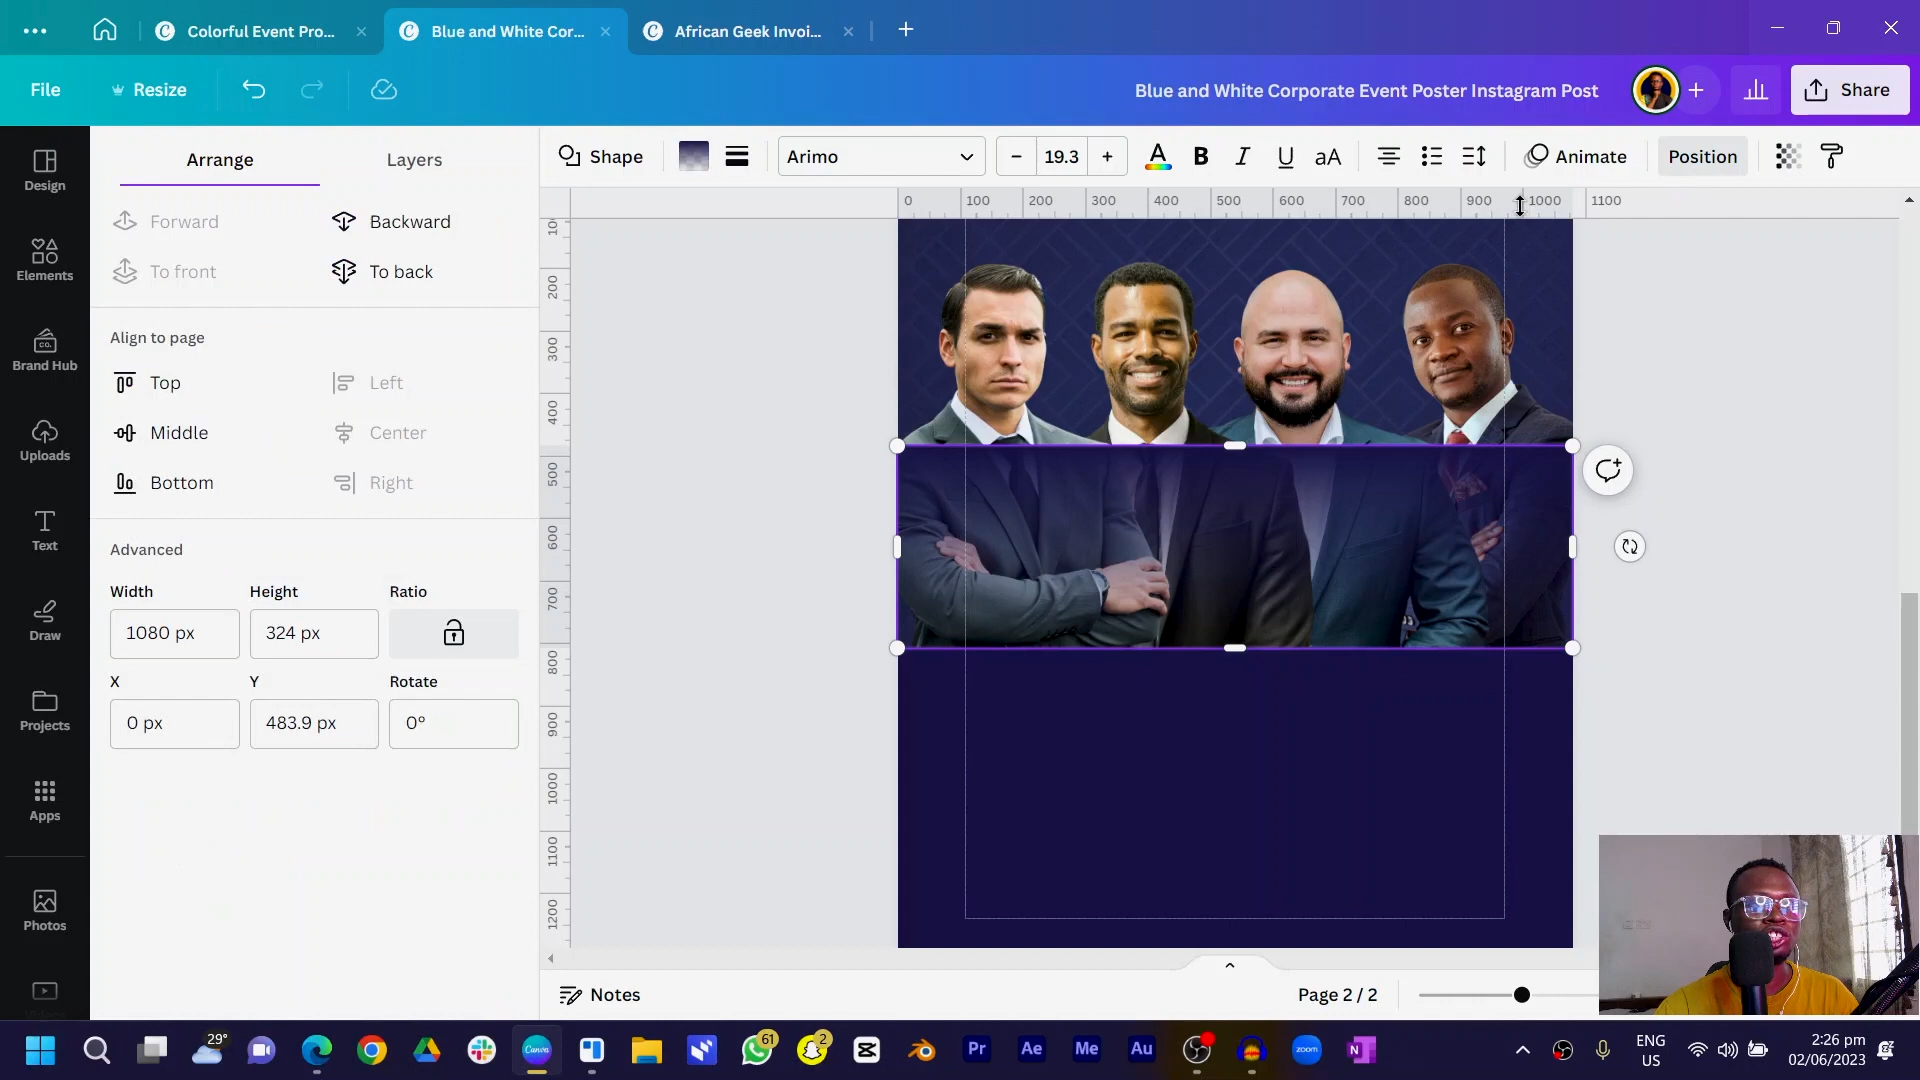 Colorful Event Pro...
Blue and White Cor...
African Geek Invoi...
File
Resize
Blue and White Corporate Event Poster Instagram Post
Share
Design
Elements
Brand Hub
CO.
Uploads
Text
Draw
Projects
Apps
Photos
Videos
Arrange
Layers
Forward
Backward
To front
To back
Align to page
Top
Left
Middle
Center
Bottom
Right
Advanced
Width
Height
Ratio
1080 px
324 px
X
Y
Rotate
0 px
483.9 px
0°
Shape
Arimo
– 19.3 +
A
B
I
U
aA
Animate
Position
0 100 200 300 400 500 600 700 800 900 1000 1100
10
200
300
400
500
600
700
800
900
1000
1100
1200
Notes
Page 2 / 2
29°
Canva
61
2
Pr
Ae
Me
Au
zoom
N
ENG
US
2:26 pm
02/06/2023